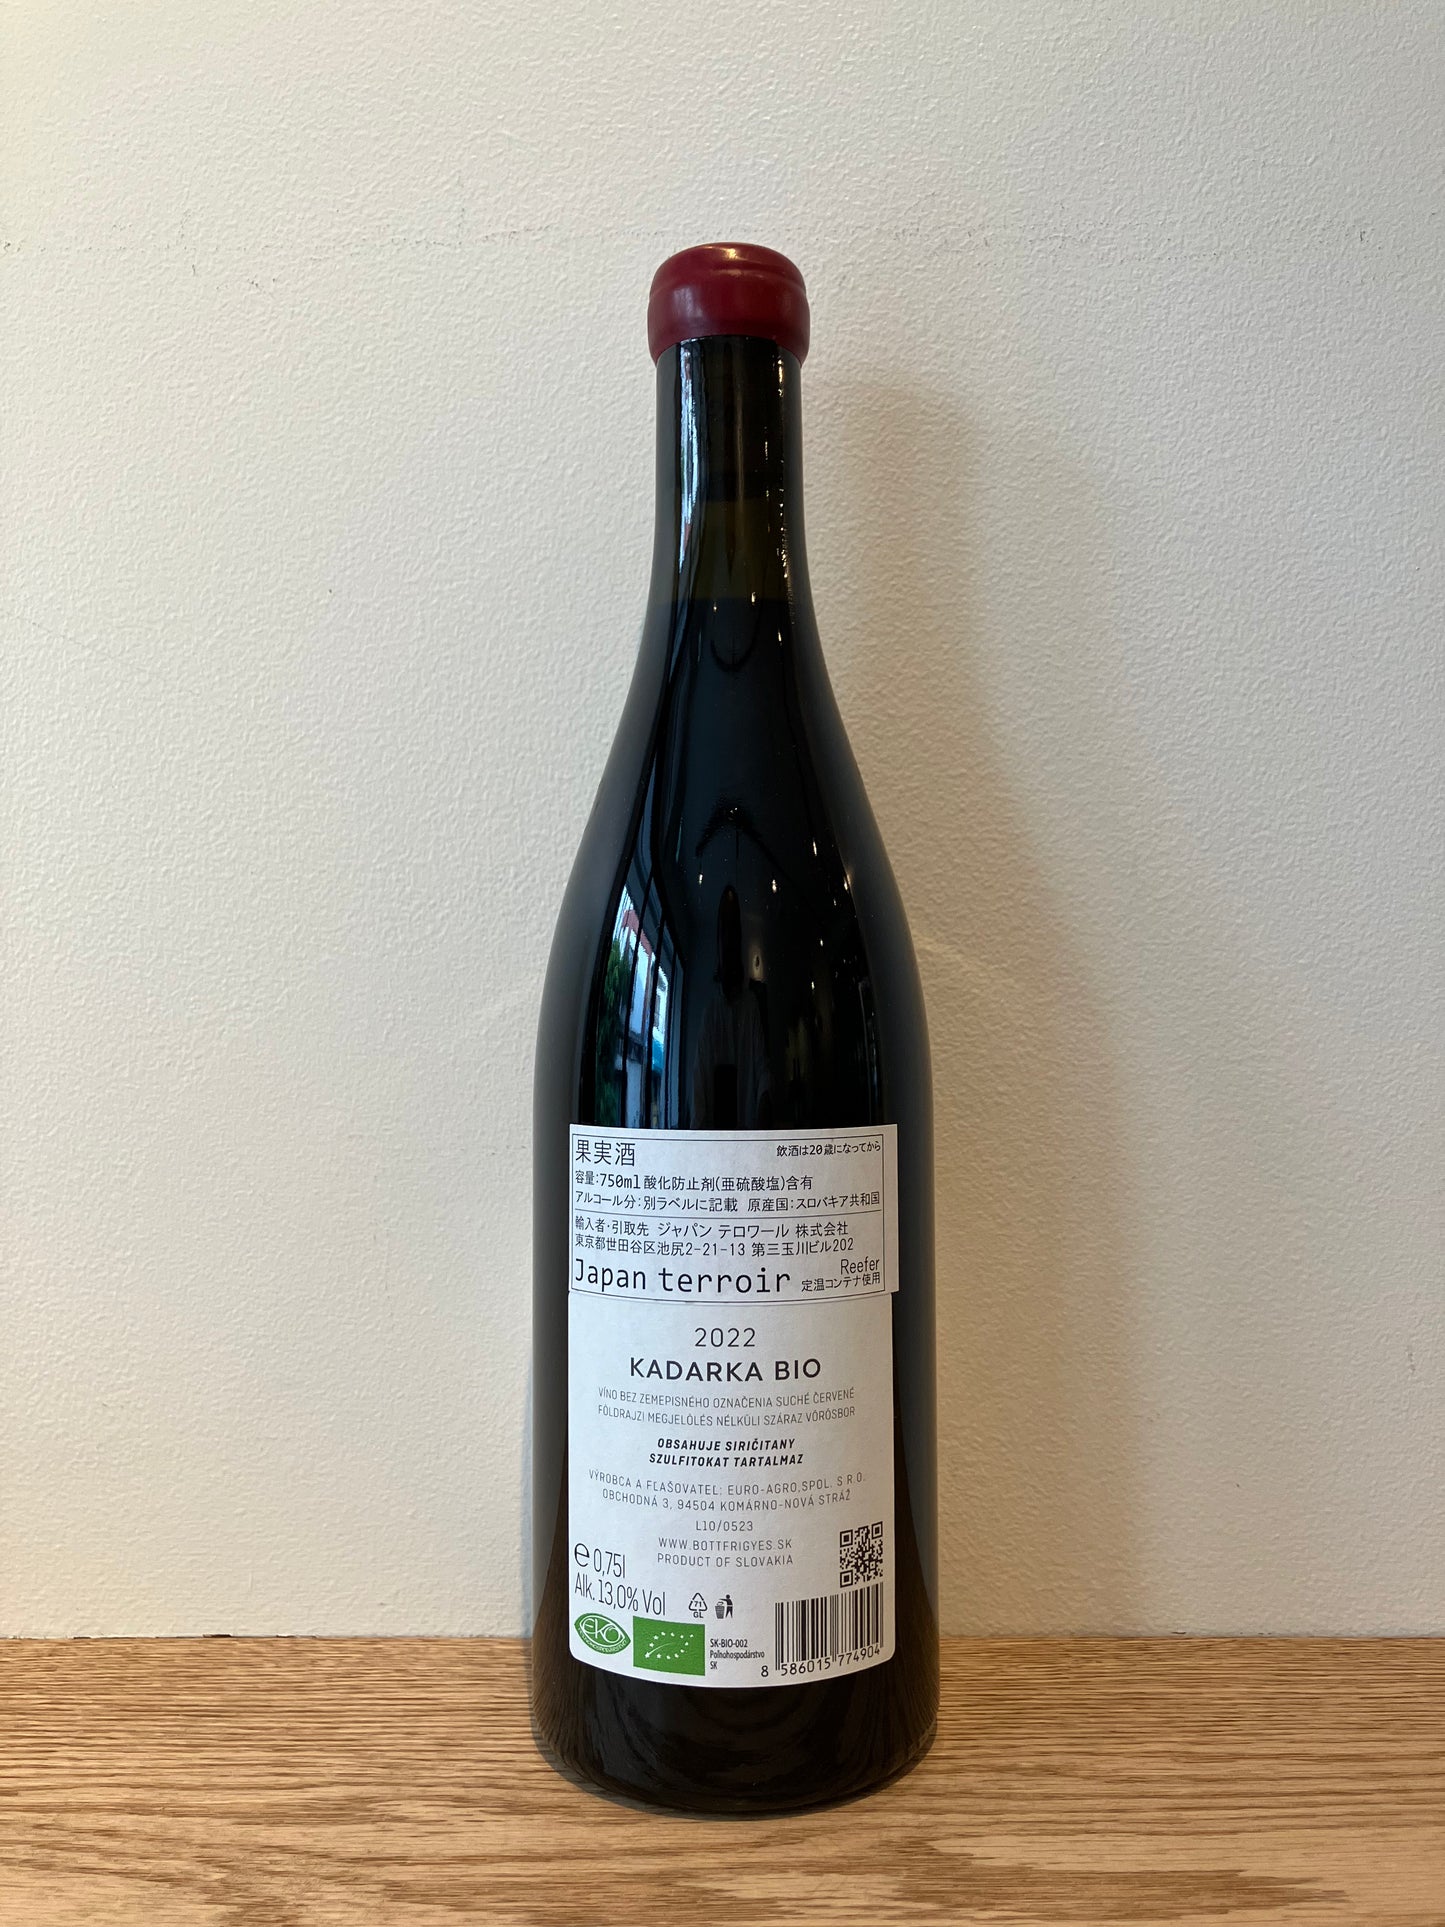 果実酒 飲酒は20歳になってから
容量:750ml 酸化防止剤(亜硫酸塩)含有
アルコール分:別ラベルに記載 原産国:スロバキア共和国
輸入者・引取先 ジャパン テロワール 株式会社
東京都世田谷区池尻2-21-13 第三玉川ビル202
Japan terroir Reefer
定温コンテナ使用
2022
KADARKA BIO
VÍNO BEZ ZEMEPISNÉHO OZNAČENIA SUCHÉ ČERVENÉ
FÖLDRAJZI MEGJELÖLÉS NÉLKÜLI SZÁRAZ VÖRÖSBOR
OBSAHUJE SIRIČITANY
SZULFITOKAT TARTALMAZ
VÝROBCA A FĽAŠOVATEL: EURO-AGRO,SPOL. S R.O.
OBCHODNÁ 3, 94504 KOMÁRNO-NOVÁ STRÁŽ
L10/0523
WWW.BOTTFRIGYES.SK
PRODUCT OF SLOVAKIA
e 0,75l
Alk. 13,0% Vol
71
GL
EKO
SK-BIO-002
Poľnohospodárstvo
SK
8 586015 774904